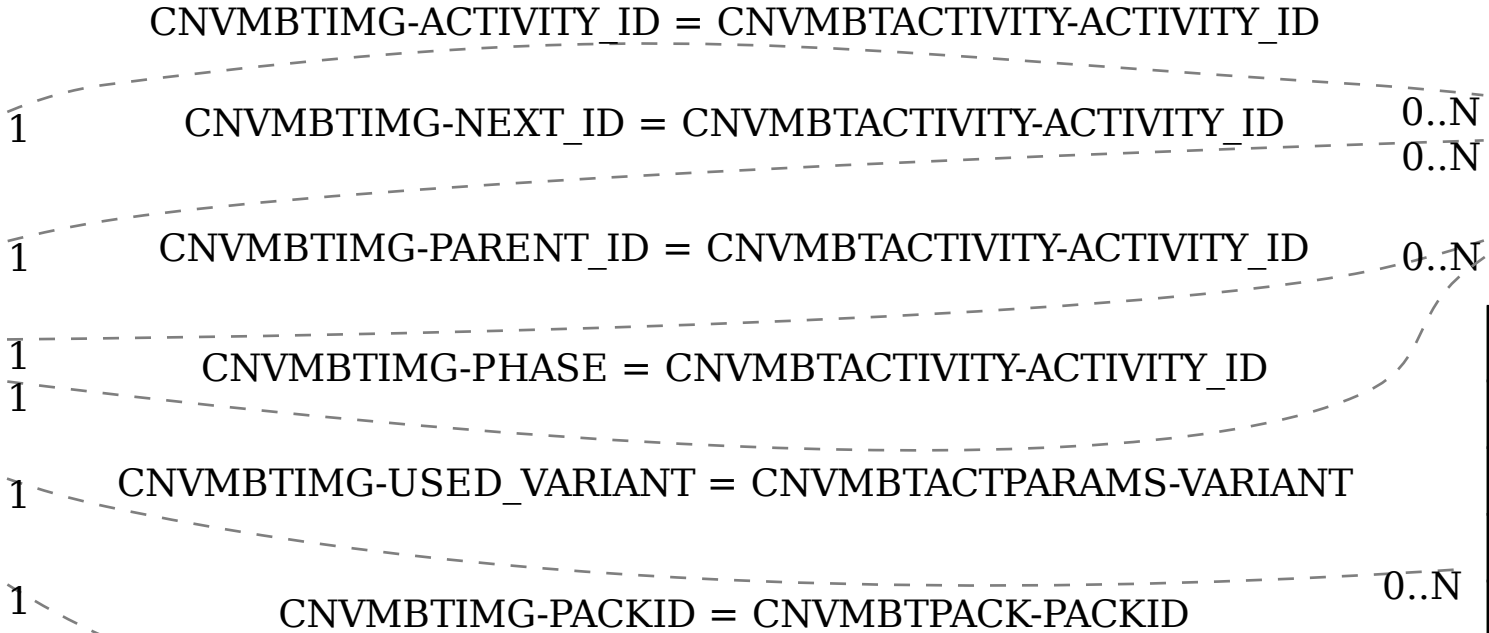 CNVMBTIMG-ACTIVITY_ID = CNVMBTACTIVITY-ACTIVITY_ID
1
CNVMBTIMG-NEXT_ID = CNVMBTACTIVITY-ACTIVITY_ID
0..N
0..N
1
CNVMBTIMG-PARENT_ID = CNVMBTACTIVITY-ACTIVITY_ID
0..N
1
CNVMBTIMG-PHASE = CNVMBTACTIVITY-ACTIVITY_ID
1
1
CNVMBTIMG-USED_VARIANT = CNVMBTACTPARAMS-VARIANT
0..N
1
CNVMBTIMG-PACKID = CNVMBTPACK-PACKID